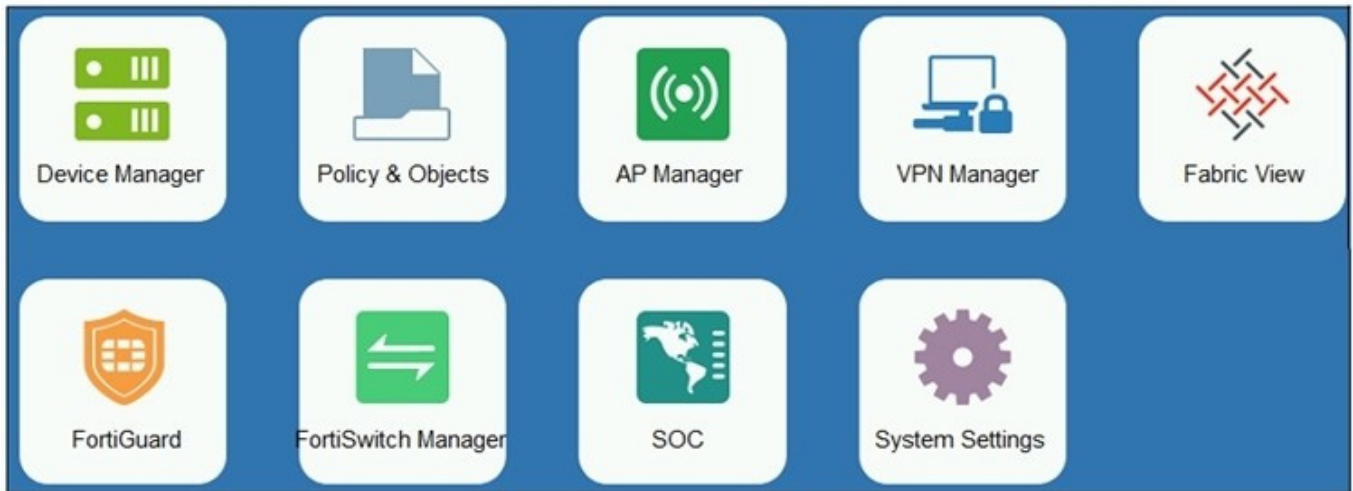 Device Manager
Policy & Objects
AP Manager
VPN Manager
Fabric View
FortiGuard
FortiSwitch Manager
SOC
System Settings